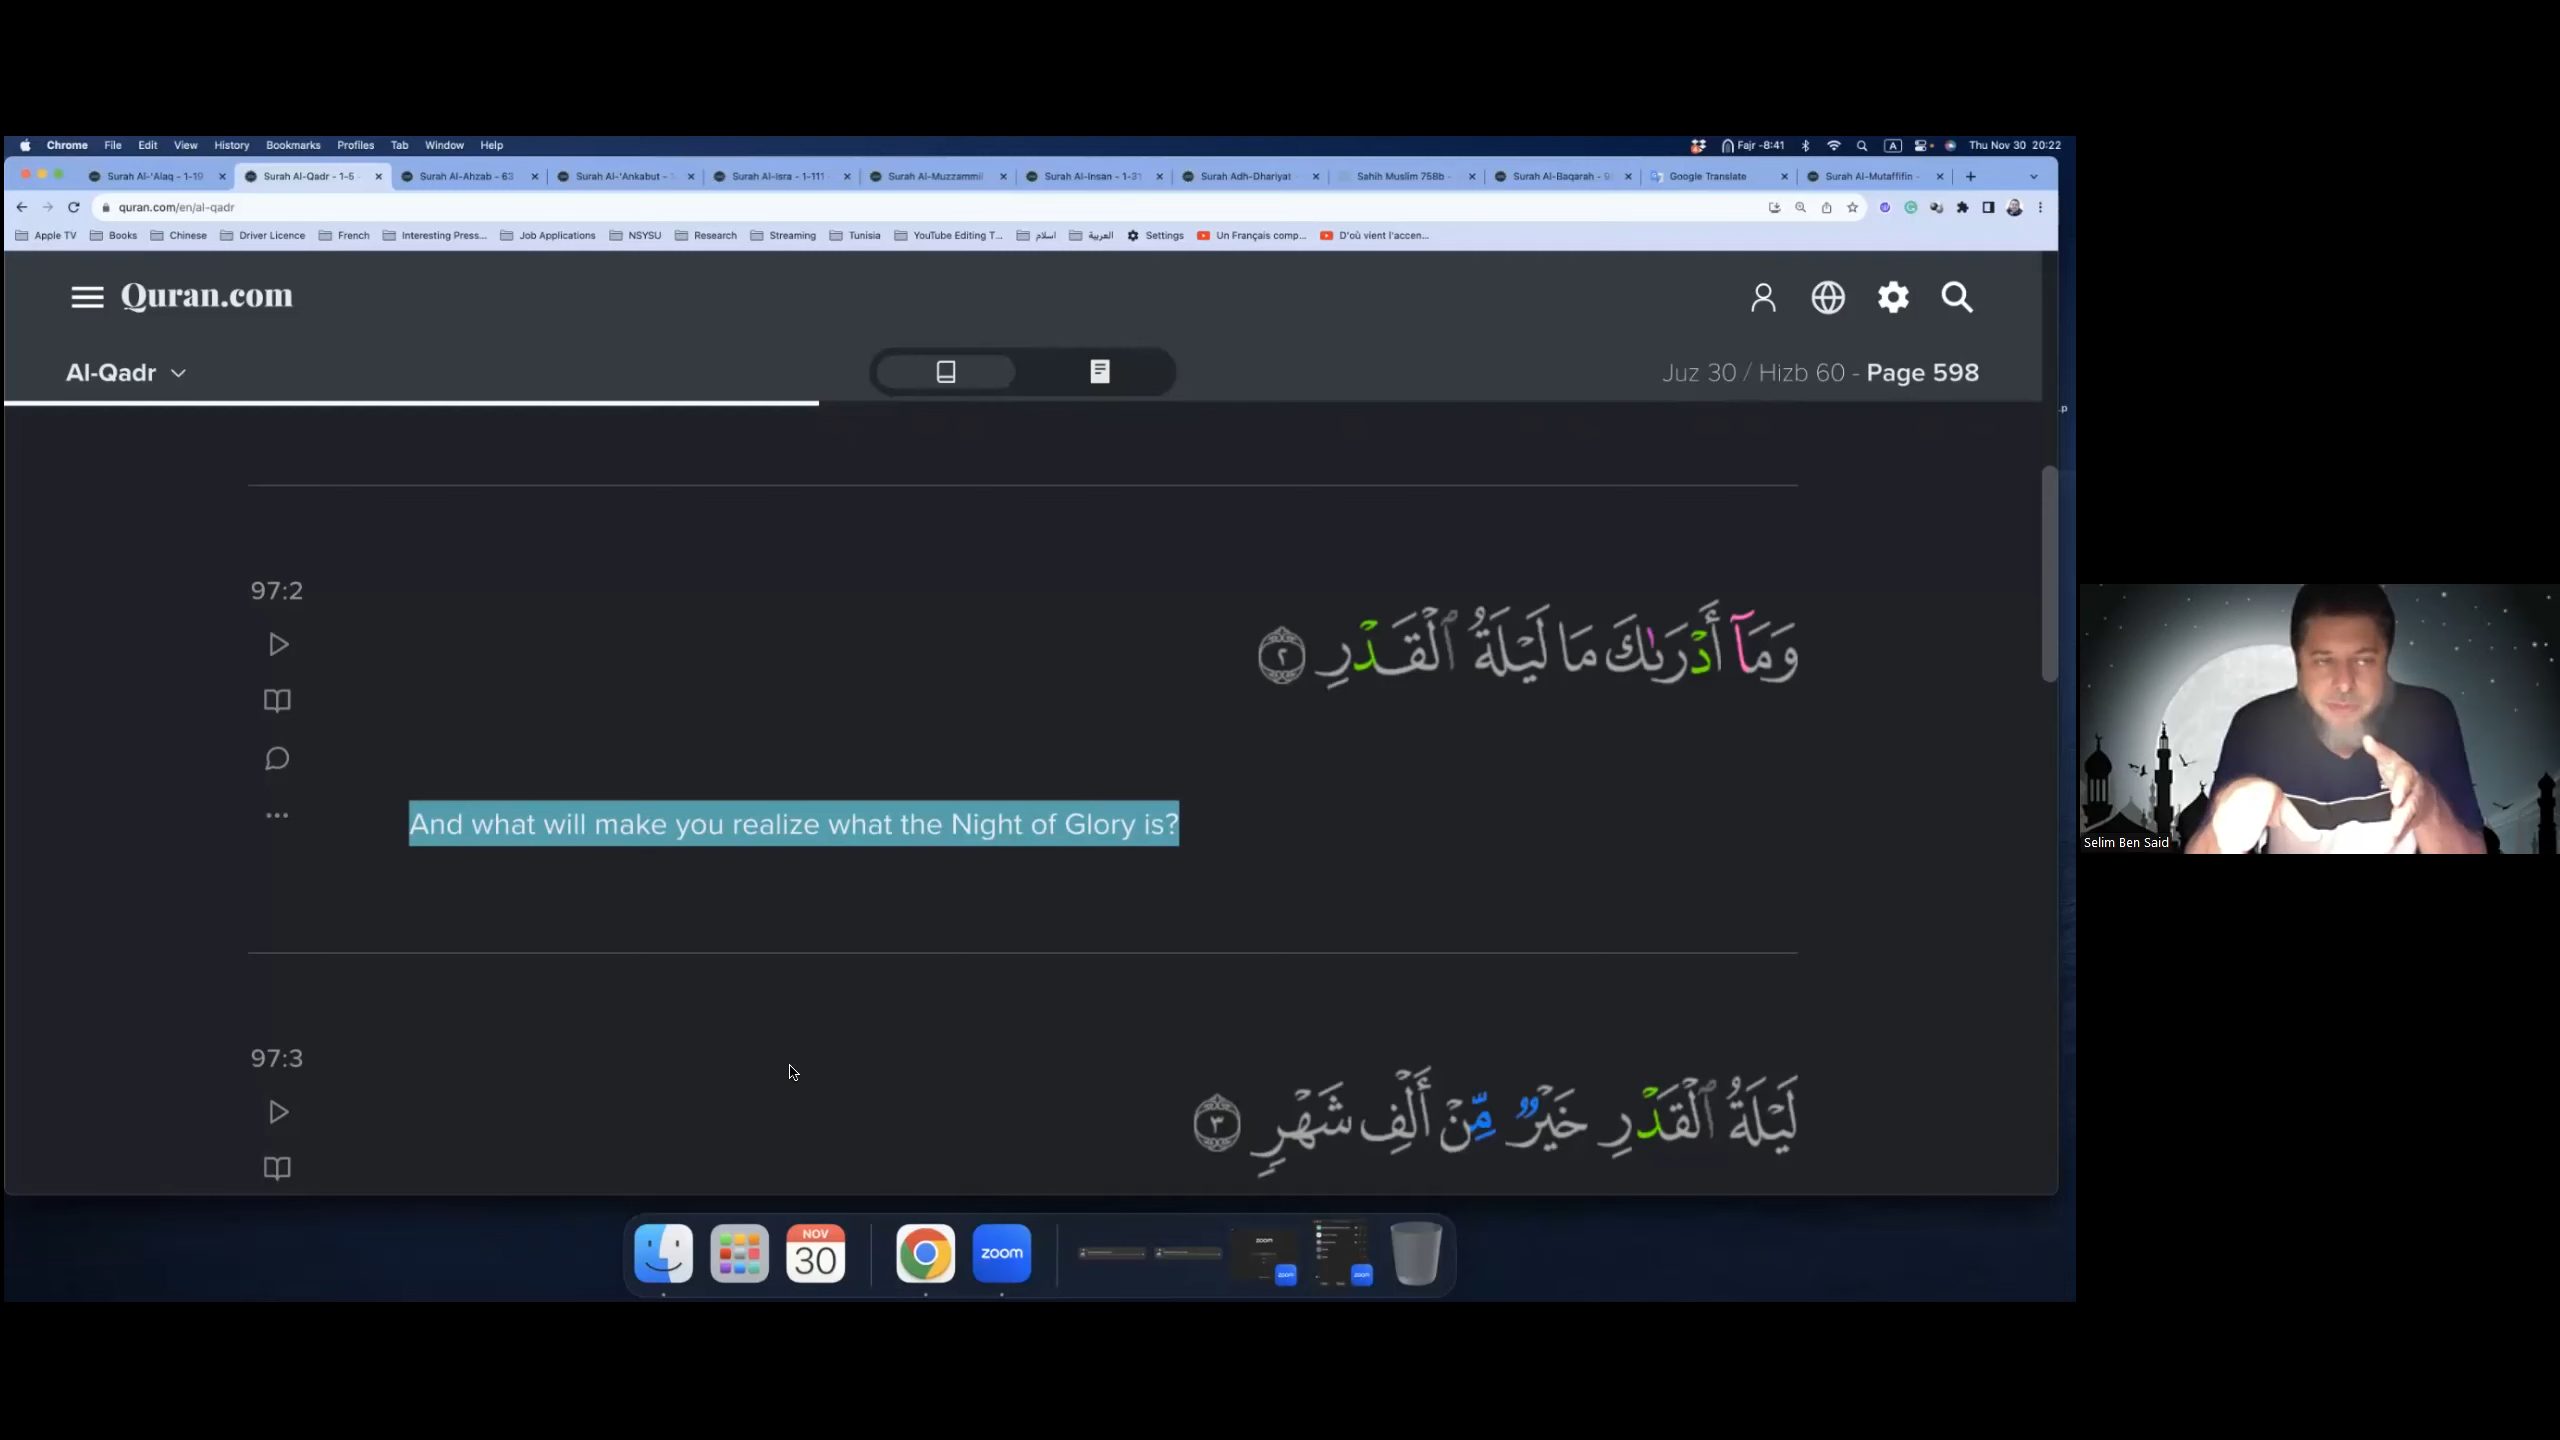 Chrome File Edit View History Bookmarks Profiles Tab Window Help
Fajr -8:41 A Thu Nov 30 20:22
Surah Al-'Alaq - 1-19
Surah Al-Qadr - 1-5
Surah Al-Ahzab - 63
Surah Al-'Ankabut -
Surah Al-Isra - 1-111
Surah Al-Muzzammil
Surah Al-Insan - 1-31
Surah Adh-Dhariyat
Sahih Muslim 758b -
Surah Al-Baqarah - 9
Google Translate
Surah Al-Mutaffifin -
quran.com/en/al-qadr
Apple TV Books Chinese Driver Licence French Interesting Press... Job Applications NSYSU Research Streaming Tunisia YouTube Editing T... اسلام العربية Settings Un Français comp... D'où vient l'accen...
Quran.com
Al-Qadr
Juz 30 / Hizb 60 - Page 598
.p
97:2
وَمَآ أَدْرَىٰكَ مَا لَيْلَةُ ٱلْقَدْرِ ٢
And what will make you realize what the Night of Glory is?
97:3
لَيْلَةُ ٱلْقَدْرِ خَيْرٌ مِّنْ أَلْفِ شَهْرٍ ٣
Selim Ben Said
NOV
30
zoom
zoom
zoom
zoom